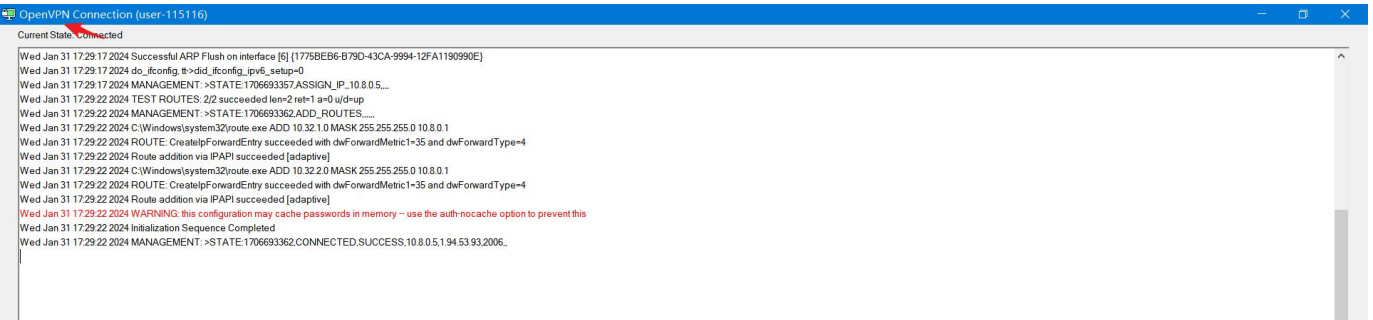 OpenVPN Connection (user-115116)
Current State: Connected
Wed Jan 31 17:29:17 2024 Successful ARP Flush on interface [6] {1775BEB6-B79D-43CA-9994-12FA1190990E}
Wed Jan 31 17:29:17 2024 do_ifconfig, tt->did_ifconfig_ipv6_setup=0
Wed Jan 31 17:29:17 2024 MANAGEMENT: >STATE:1706693357,ASSIGN_IP,,10.8.0.5,,,,
Wed Jan 31 17:29:22 2024 TEST ROUTES: 2/2 succeeded len=2 ret=1 a=0 u/d=up
Wed Jan 31 17:29:22 2024 MANAGEMENT: >STATE:1706693362,ADD_ROUTES,,,,,,
Wed Jan 31 17:29:22 2024 C:\Windows\system32\route.exe ADD 10.32.1.0 MASK 255.255.255.0 10.8.0.1
Wed Jan 31 17:29:22 2024 ROUTE: CreateIpForwardEntry succeeded with dwForwardMetric1=35 and dwForwardType=4
Wed Jan 31 17:29:22 2024 Route addition via IPAPI succeeded [adaptive]
Wed Jan 31 17:29:22 2024 C:\Windows\system32\route.exe ADD 10.32.2.0 MASK 255.255.255.0 10.8.0.1
Wed Jan 31 17:29:22 2024 ROUTE: CreateIpForwardEntry succeeded with dwForwardMetric1=35 and dwForwardType=4
Wed Jan 31 17:29:22 2024 Route addition via IPAPI succeeded [adaptive]
Wed Jan 31 17:29:22 2024 WARNING: this configuration may cache passwords in memory -- use the auth-nocache option to prevent this
Wed Jan 31 17:29:22 2024 Initialization Sequence Completed
Wed Jan 31 17:29:22 2024 MANAGEMENT: >STATE:1706693362,CONNECTED,SUCCESS,10.8.0.5,1.94.53.93,2006,,